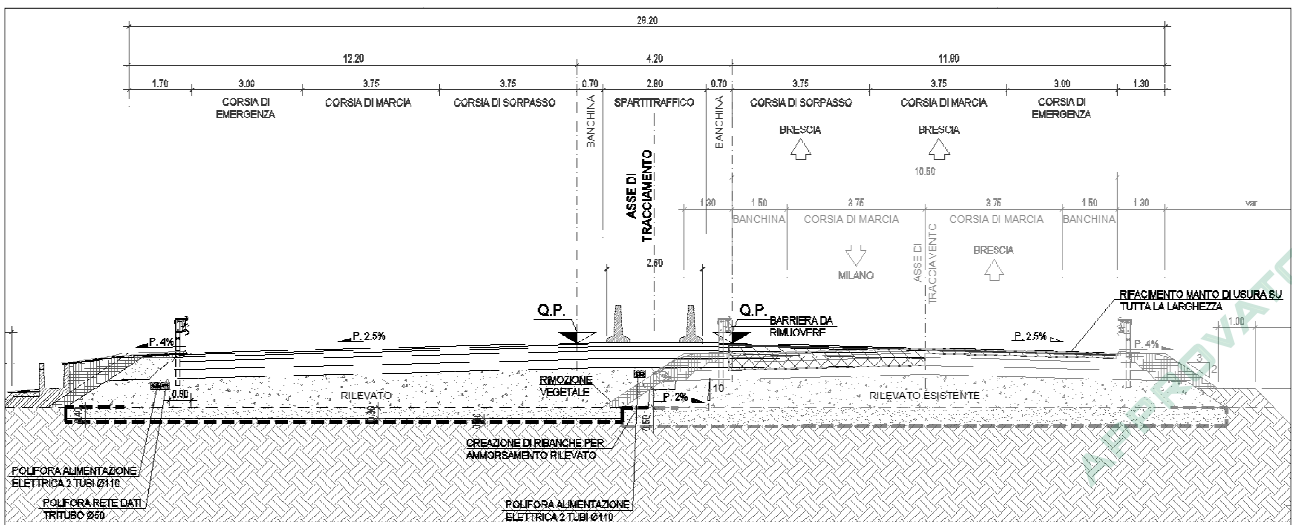 28.20
12.20 4.20 11.80
1.70 3.00 3.75 3.75 0.70 2.80 0.70 3.75 3.75 3.00 1.30
CORSIA DI EMERGENZA
CORSIA DI MARCIA
CORSIA DI SORPASSO
BANCHINA
SPARTITRAFFICO
BANCHINA
CORSIA DI SORPASSO
CORSIA DI MARCIA
CORSIA DI EMERGENZA
BRESCIA
BRESCIA
ASSE DI
TRACCIAMENTO
10.50
1.30 1.50 3.75 3.75 1.50 1.30 var
BANCHINA
CORSIA DI MARCIA
CORSIA DI MARCIA
BANCHINA
ASSE DI
TRACCIAMENTO
MILANO
BRESCIA
2.60
RIFACIMENTO MANTO DI USURA SU
TUTTA LA LARGHEZZA
1.00
Q.P.
Q.P.
BARRIERA DA
RIMUOVERE
P. 4%
P. 2.5%
P. 2.5%
P. 4%
3
2
RIMOZIONE
VEGETALE
P. 2%
10
0.50
RILEVATO
RILEVATO ESISTENTE
CREAZIONE DI RIBANCHE PER
AMMORSAMENTO RILEVATO
POLIFORA ALIMENTAZIONE
ELETTRICA 2 TUBI Ø110
POLIFORA RETE DATI
TRITUBO Ø50
POLIFORA ALIMENTAZIONE
ELETTRICA 2 TUBI Ø110
APPROVATO